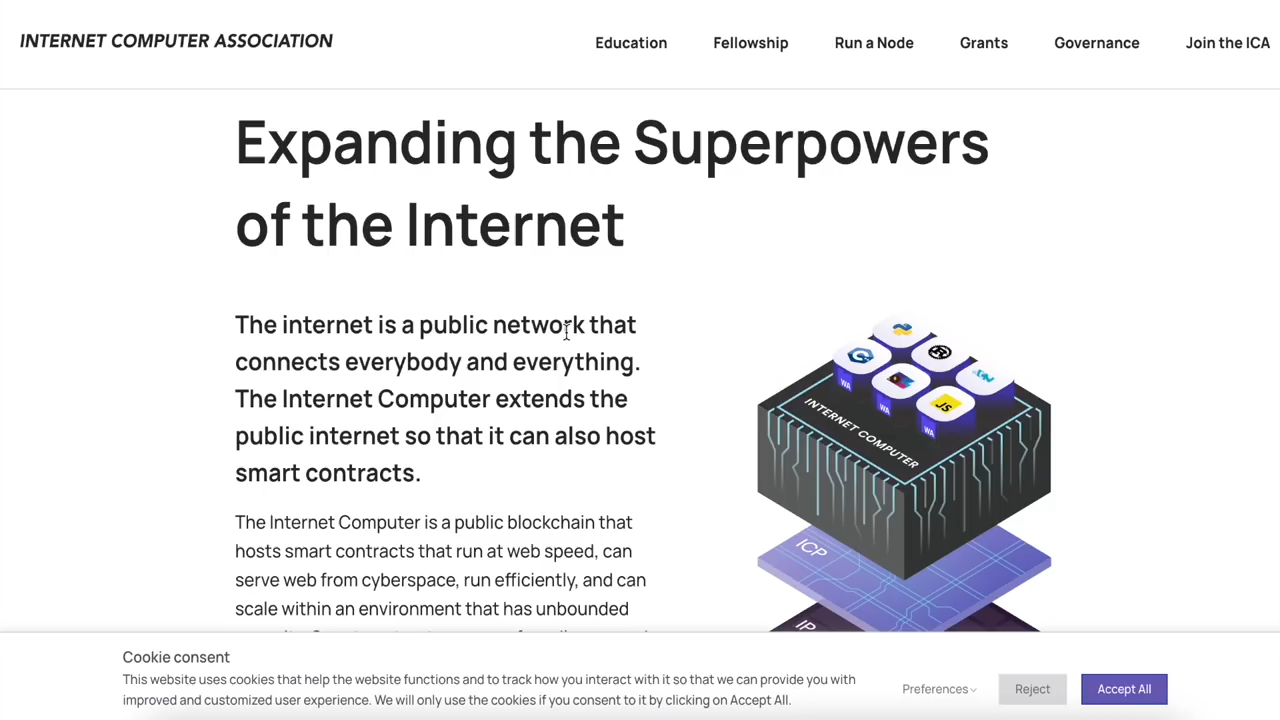 INTERNET COMPUTER ASSOCIATION
Education
Fellowship
Run a Node
Grants
Governance
Join the ICA
Expanding the Superpowers
of the Internet
The internet is a public network that
connects everybody and everything.
The Internet Computer extends the
public internet so that it can also host
smart contracts.
The Internet Computer is a public blockchain that
hosts smart contracts that run at web speed, can
serve web from cyberspace, run efficiently, and can
scale within an environment that has unbounded
JS
WA
WA
WA
INTERNET COMPUTER
ICP
IP
Cookie consent
This website uses cookies that help the website functions and to track how you interact with it so that we can provide you with
improved and customized user experience. We will only use the cookies if you consent to it by clicking on Accept All.
Preferences
Reject
Accept All